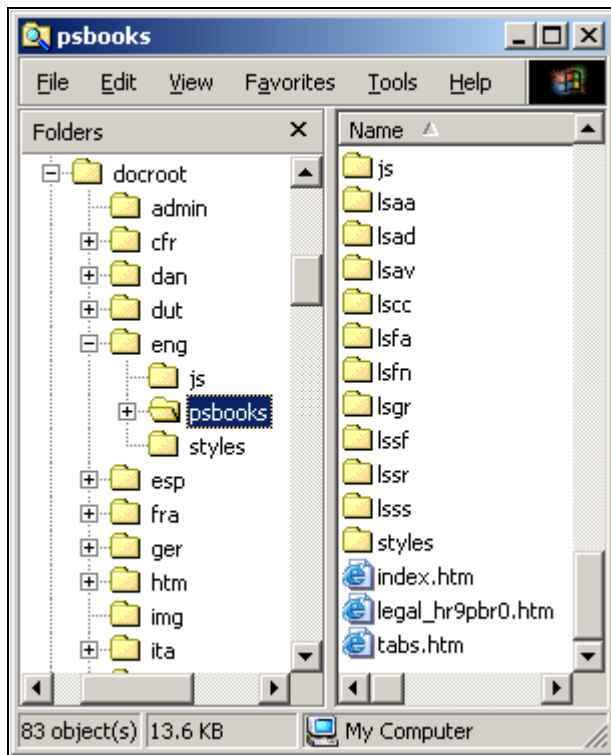 psbooks
File Edit View Favorites Tools Help
Folders
docroot
admin
cfr
dan
dut
eng
js
psbooks
styles
esp
fra
ger
htm
img
ita
Name
js
lsaa
lsad
lsav
lscc
lsfa
lsfn
lsgr
lssf
lssr
lsss
styles
index.htm
legal_hr9pbr0.htm
tabs.htm
83 object(s) 13.6 KB My Computer